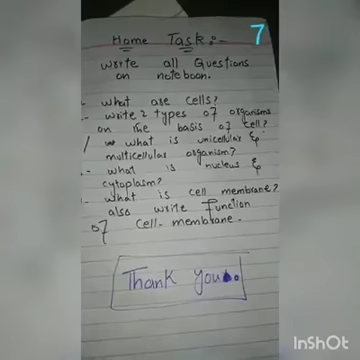 Home Task:-
7
Write all Questions
on notebook.
What are cells?
Write 2 types of organisms
on the basis of cell?
what is unicellular &
multicellular organism?
What is nucleus &
cytoplasm?
What is cell membrane?
also write Function
of cell-membrane.
Thank you.
InShOt